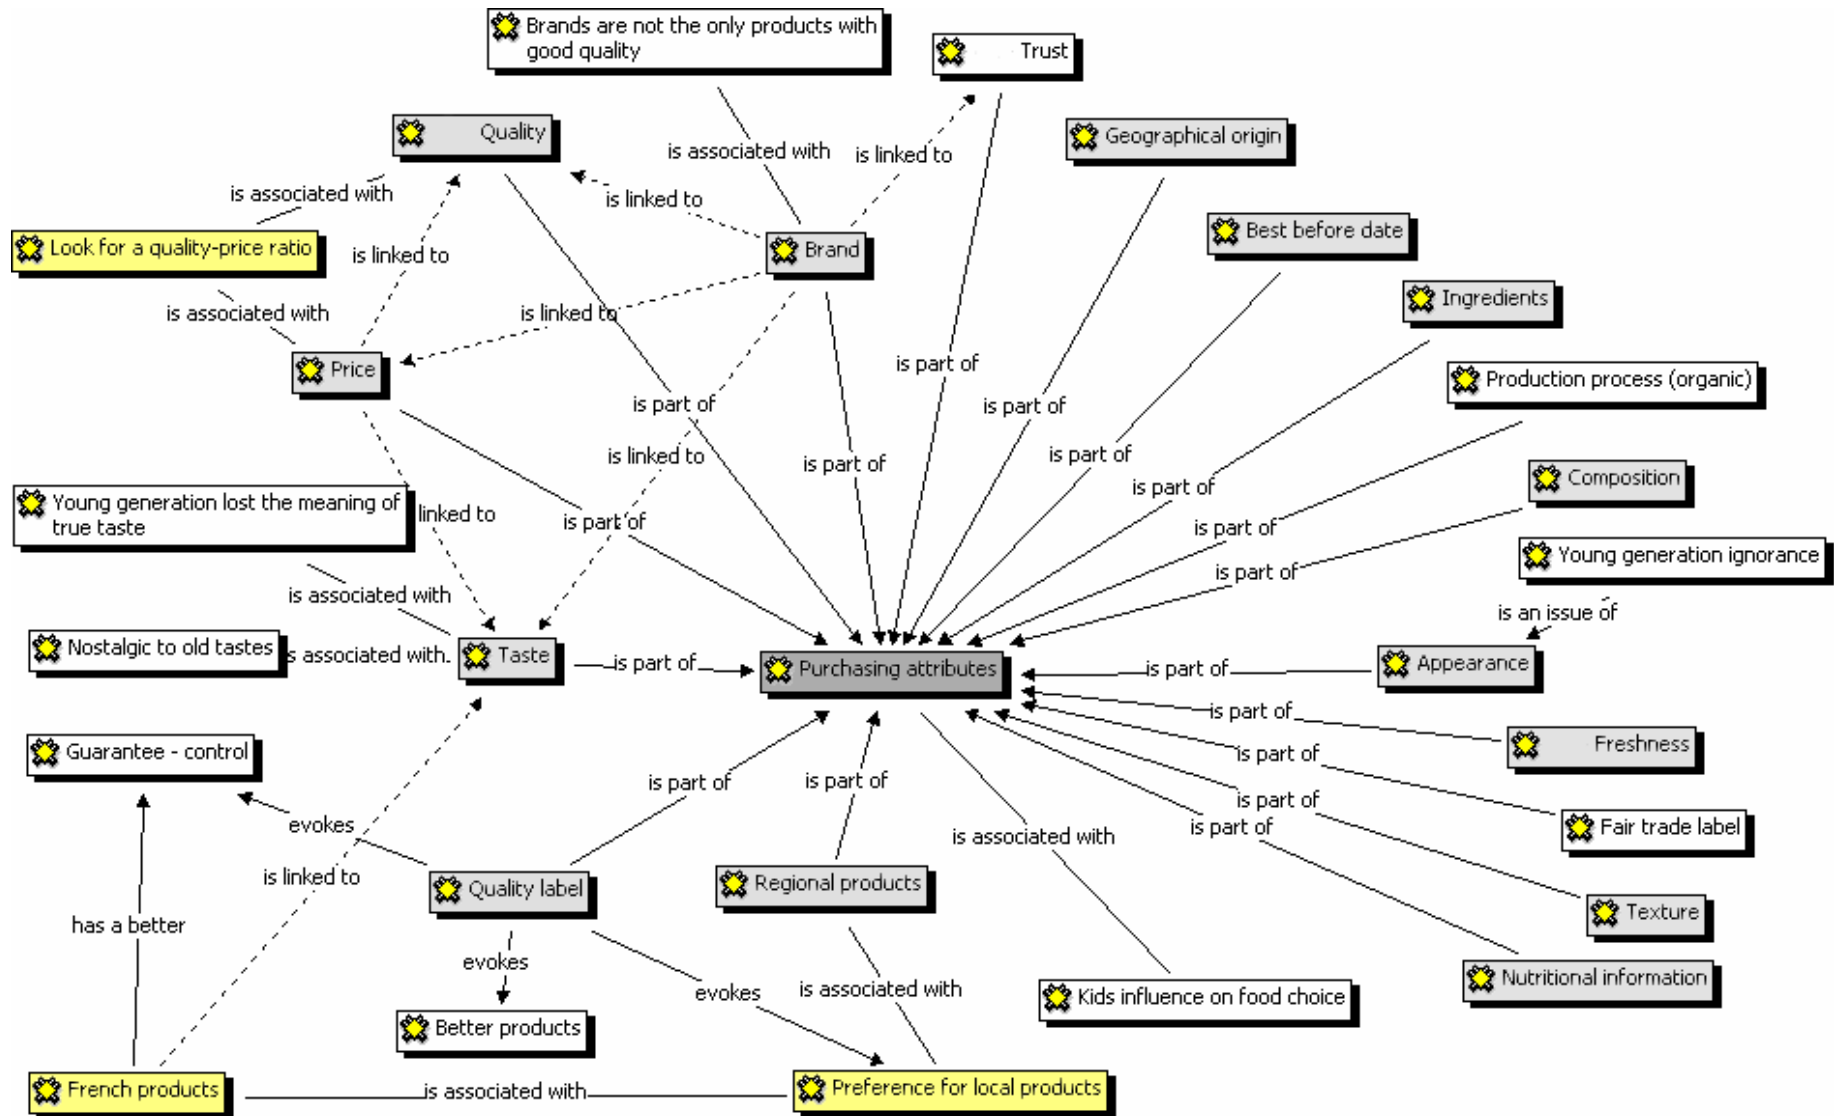 Brands are not the only products with
good quality
Trust
Quality
Geographical origin
is associated with
is linked to
is associated with
is linked to
Best before date
Look for a quality-price ratio
is linked to
Brand
Ingredients
is associated with
is linked to
Price
is part of
Production process (organic)
is part of
is part of
is linked to
is part of
is part of
Composition
Young generation lost the meaning of
true taste
linked to
is part of
is part of
is part of
Young generation ignorance
is part of
is associated with
is an issue of
Nostalgic to old tastes
is associated with
Taste
is part of
Purchasing attributes
is part of
Appearance
is part of
Guarantee - control
Freshness
is part of
is part of
is part of
is part of
Fair trade label
evokes
is part of
is associated with
is linked to
Quality label
Regional products
Texture
has a better
evokes
evokes
is associated with
Kids influence on food choice
Nutritional information
Better products
French products
is associated with
Preference for local products